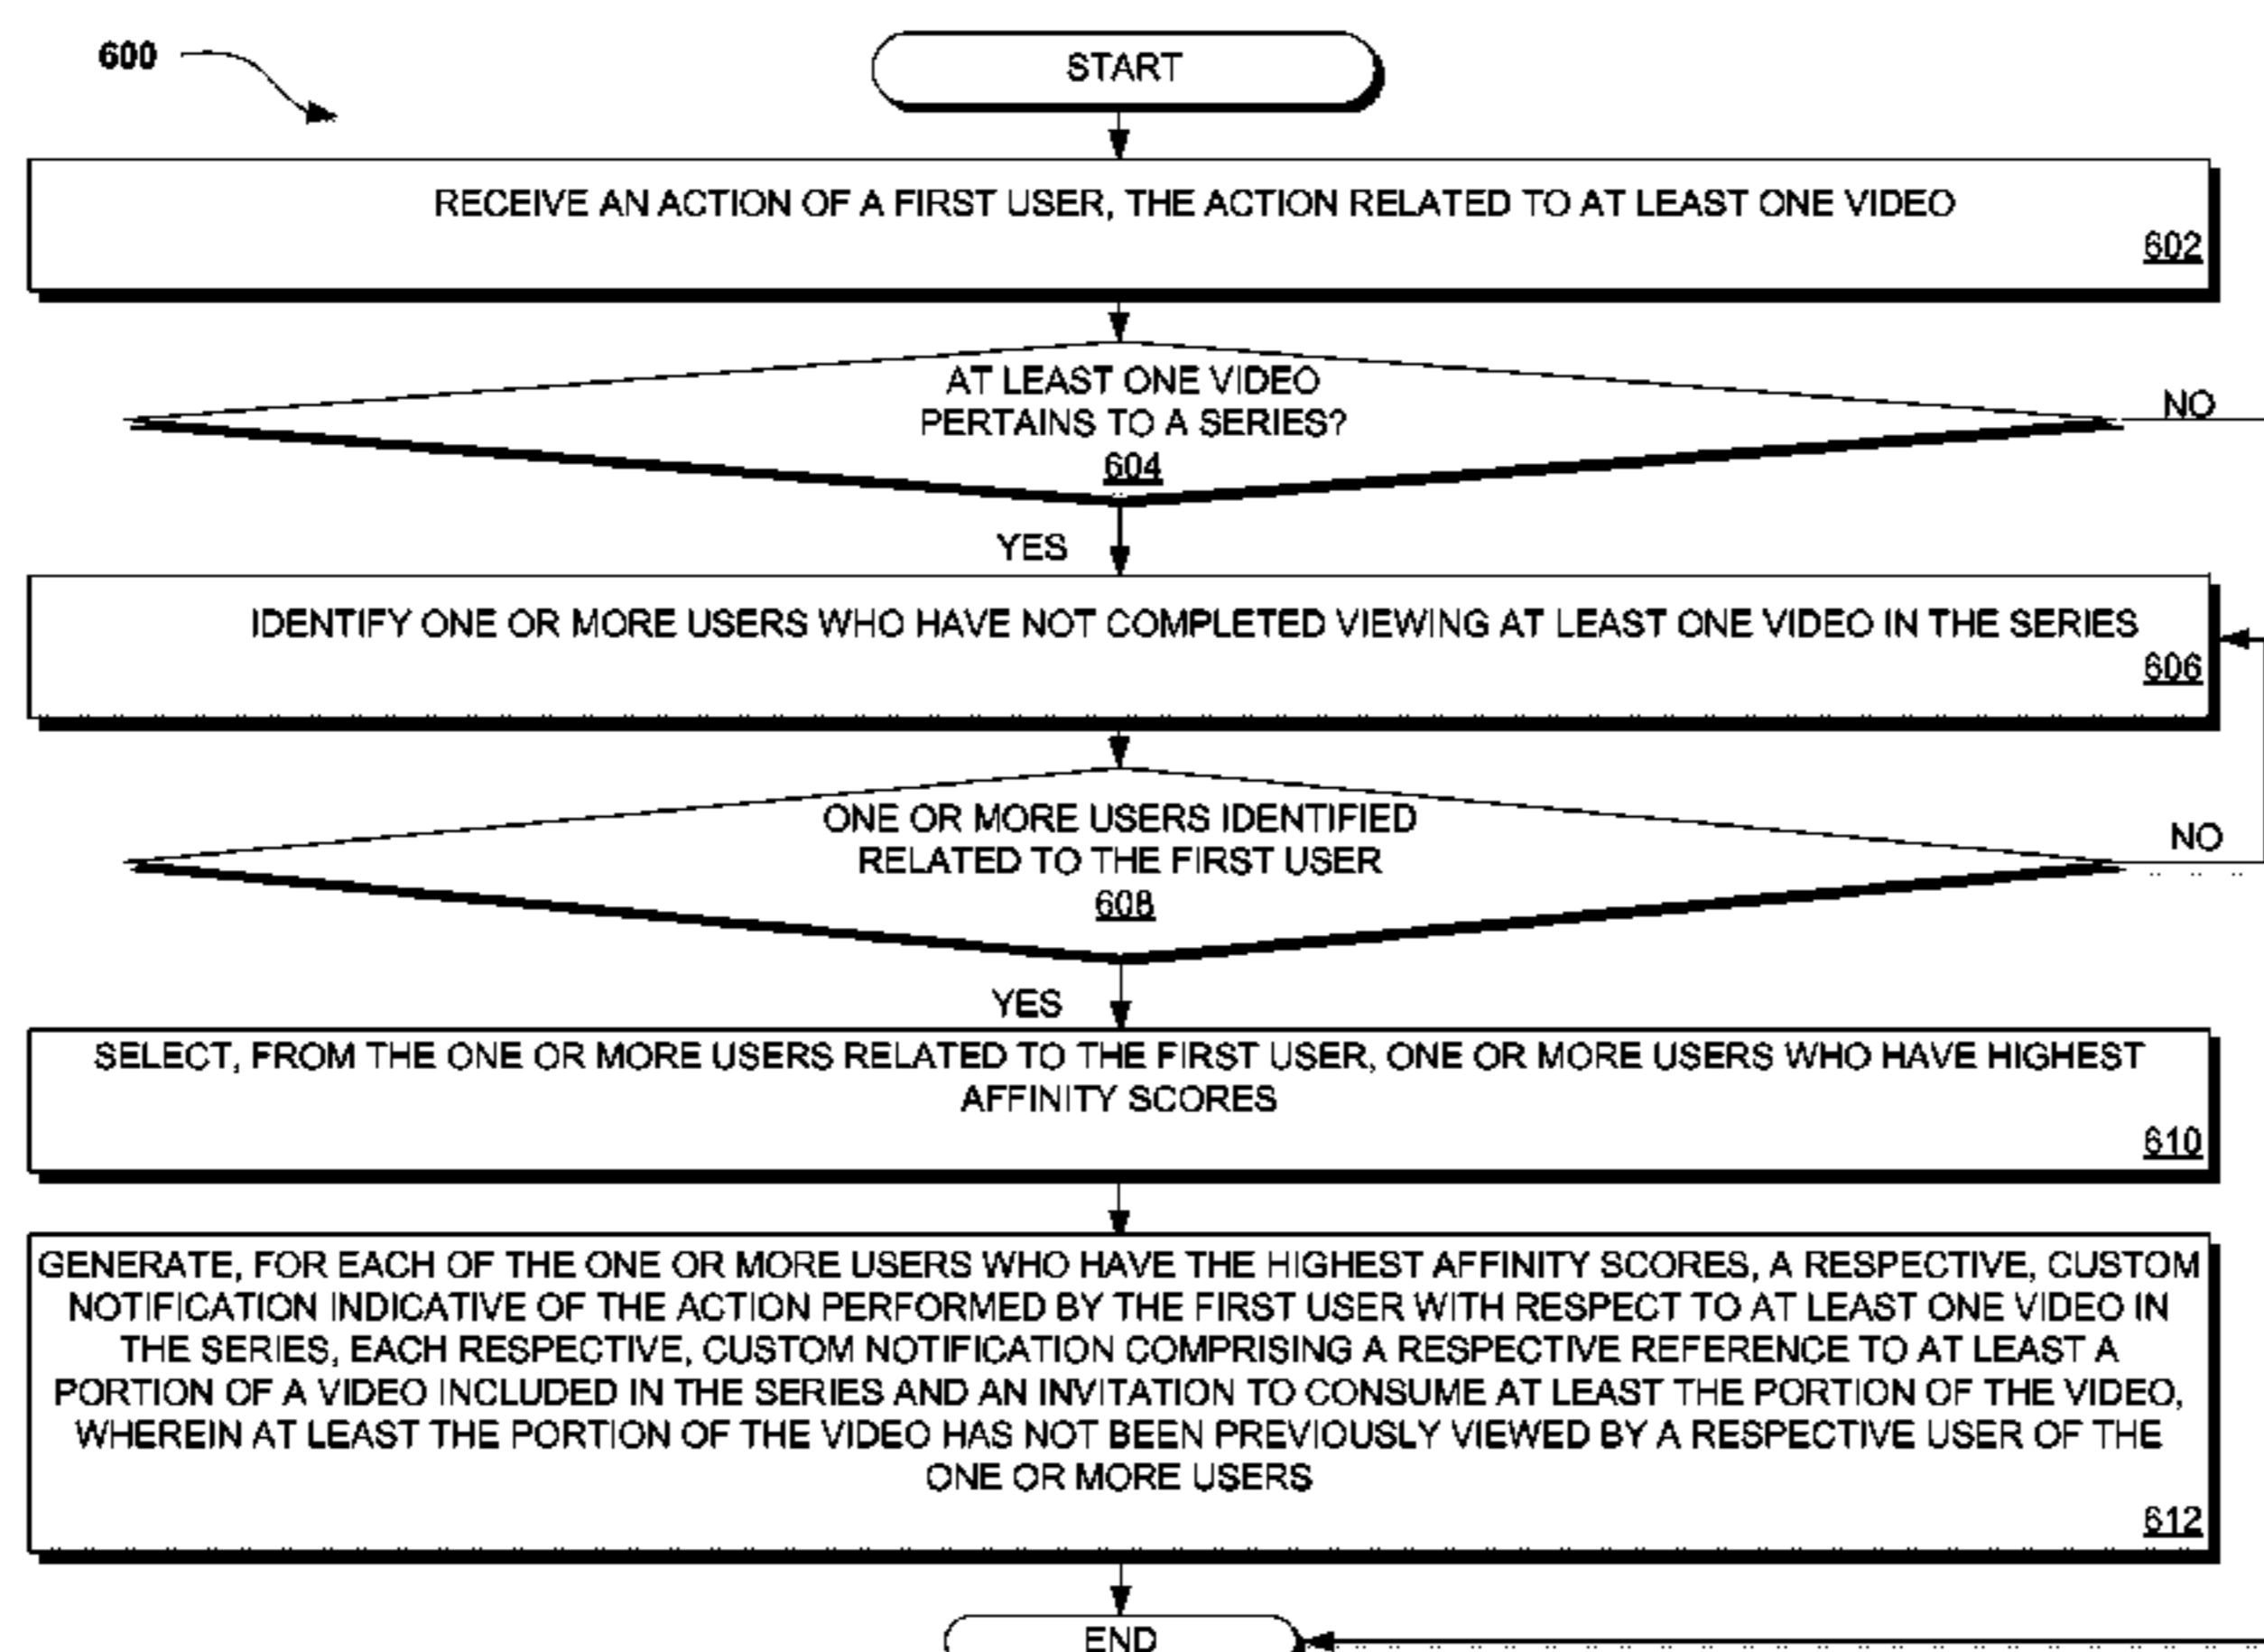 600
START
RECEIVE AN ACTION OF A FIRST USER, THE ACTION RELATED TO AT LEAST ONE VIDEO
602
AT LEAST ONE VIDEO
PERTAINS TO A SERIES?
604
NO
YES
IDENTIFY ONE OR MORE USERS WHO HAVE NOT COMPLETED VIEWING AT LEAST ONE VIDEO IN THE SERIES
606
ONE OR MORE USERS IDENTIFIED
RELATED TO THE FIRST USER
608
NO
YES
SELECT, FROM THE ONE OR MORE USERS RELATED TO THE FIRST USER, ONE OR MORE USERS WHO HAVE HIGHEST
AFFINITY SCORES
610
GENERATE, FOR EACH OF THE ONE OR MORE USERS WHO HAVE THE HIGHEST AFFINITY SCORES, A RESPECTIVE, CUSTOM
NOTIFICATION INDICATIVE OF THE ACTION PERFORMED BY THE FIRST USER WITH RESPECT TO AT LEAST ONE VIDEO IN
THE SERIES, EACH RESPECTIVE, CUSTOM NOTIFICATION COMPRISING A RESPECTIVE REFERENCE TO AT LEAST A
PORTION OF A VIDEO INCLUDED IN THE SERIES AND AN INVITATION TO CONSUME AT LEAST THE PORTION OF THE VIDEO,
WHEREIN AT LEAST THE PORTION OF THE VIDEO HAS NOT BEEN PREVIOUSLY VIEWED BY A RESPECTIVE USER OF THE
ONE OR MORE USERS
612
END